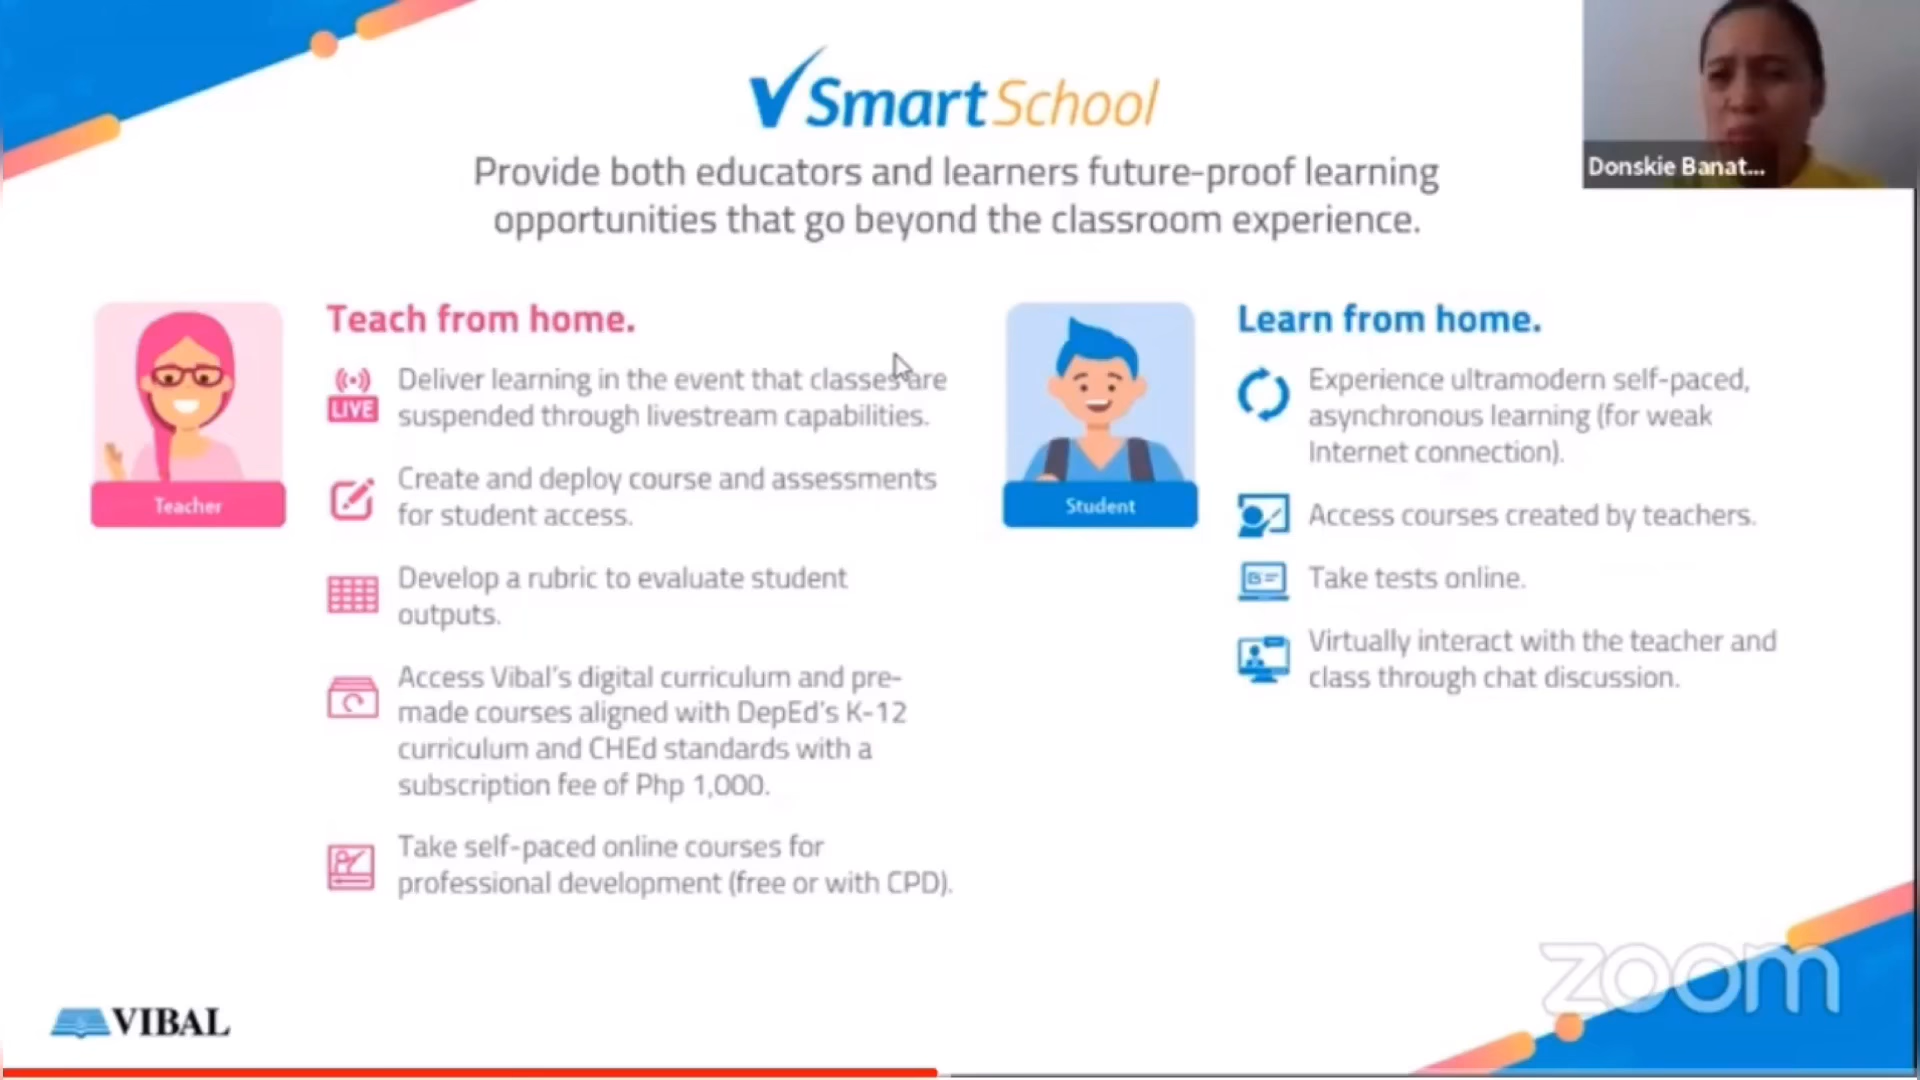 VSmart School
Provide both educators and learners future-proof learning
opportunities that go beyond the classroom experience.
Donskie Banat...
Teacher
Teach from home.
LIVE
Deliver learning in the event that classes are
suspended through livestream capabilities.
Create and deploy course and assessments
for student access.
Develop a rubric to evaluate student
outputs.
Access Vibal's digital curriculum and pre-
made courses aligned with DepEd's K-12
curriculum and CHEd standards with a
subscription fee of Php 1,000.
Take self-paced online courses for
professional development (free or with CPD).
Student
Learn from home.
Experience ultramodern self-paced,
asynchronous learning (for weak
Internet connection).
Access courses created by teachers.
Take tests online.
Virtually interact with the teacher and
class through chat discussion.
VIBAL
zoom